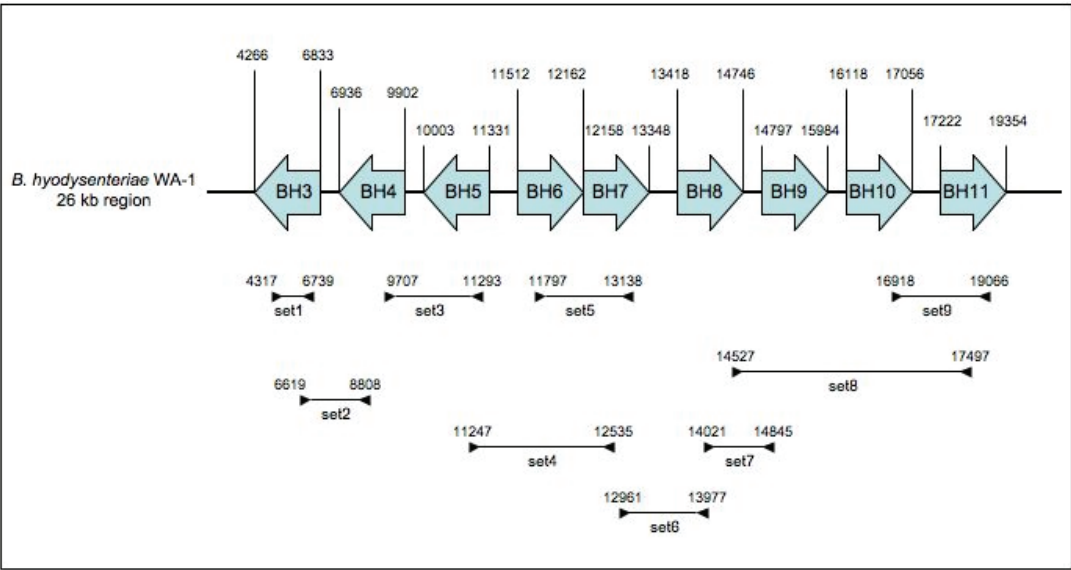 4266 6833
11512 12162 13418 14746 16118 17056
6936 9902
10003 11331 12158 13348 14797 15984 17222 19354
B. hyodysenteriae WA-1
26 kb region
BH3 BH4 BH5 BH6 BH7 BH8 BH9 BH10 BH11
4317 6739 9707 11293 11797 13138 16918 19066
set1 set3 set5 set9
14527 17497
set8
6619 8808
set2
11247 12535 14021 14845
set4 set7
12961 13977
set6